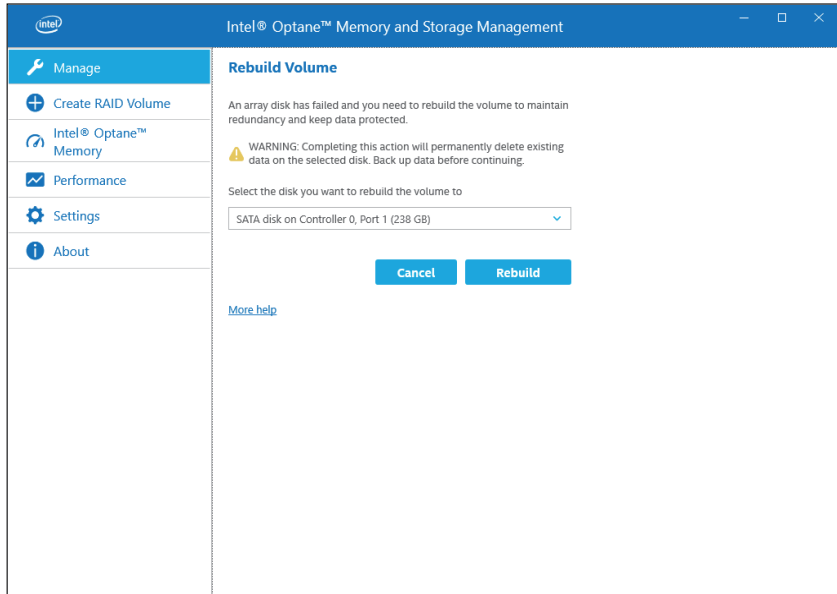 intel
Intel® Optane™ Memory and Storage Management
Manage
Create RAID Volume
Intel® Optane™
Memory
Performance
Settings
About
Rebuild Volume
An array disk has failed and you need to rebuild the volume to maintain
redundancy and keep data protected.
WARNING: Completing this action will permanently delete existing
data on the selected disk. Back up data before continuing.
Select the disk you want to rebuild the volume to
SATA disk on Controller 0, Port 1 (238 GB)
Cancel
Rebuild
More help